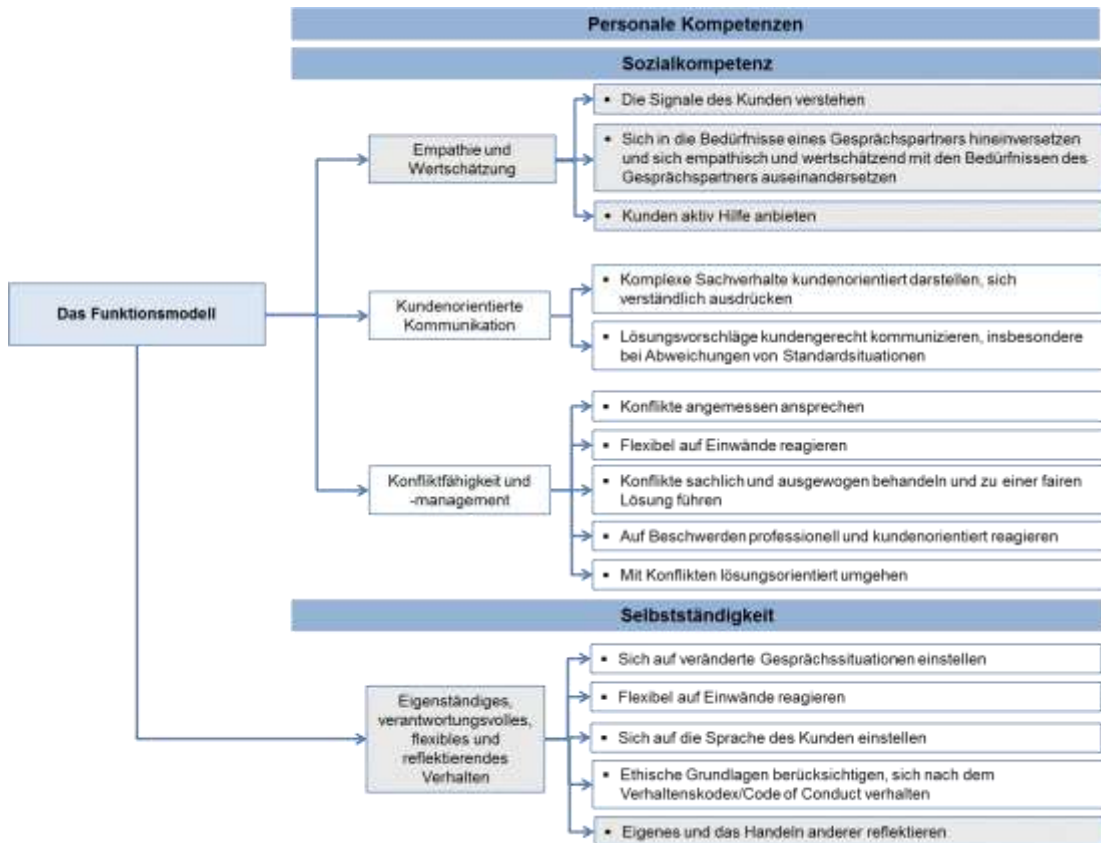 Personale Kompetenzen
Sozialkompetenz
Das Funktionsmodell
Empathie und
Wertschätzung
▪ Die Signale des Kunden verstehen
▪ Sich in die Bedürfnisse eines Gesprächspartners hineinversetzen
und sich empathisch und wertschätzend mit den Bedürfnissen des
Gesprächspartners auseinandersetzen
▪ Kunden aktiv Hilfe anbieten
Kundenorientierte
Kommunikation
▪ Komplexe Sachverhalte kundenorientiert darstellen, sich
verständlich ausdrücken
▪ Lösungsvorschläge kundengerecht kommunizieren, insbesondere
bei Abweichungen von Standardsituationen
Konfliktfähigkeit und
-management
▪ Konflikte angemessen ansprechen
▪ Flexibel auf Einwände reagieren
▪ Konflikte sachlich und ausgewogen behandeln und zu einer fairen
Lösung führen
▪ Auf Beschwerden professionell und kundenorientiert reagieren
▪ Mit Konflikten lösungsorientiert umgehen
Selbstständigkeit
Eigenständiges,
verantwortungsvolles,
flexibles und
reflektierendes
Verhalten
▪ Sich auf veränderte Gesprächssituationen einstellen
▪ Flexibel auf Einwände reagieren
▪ Sich auf die Sprache des Kunden einstellen
▪ Ethische Grundlagen berücksichtigen, sich nach dem
Verhaltenskodex/Code of Conduct verhalten
▪ Eigenes und das Handeln anderer reflektieren